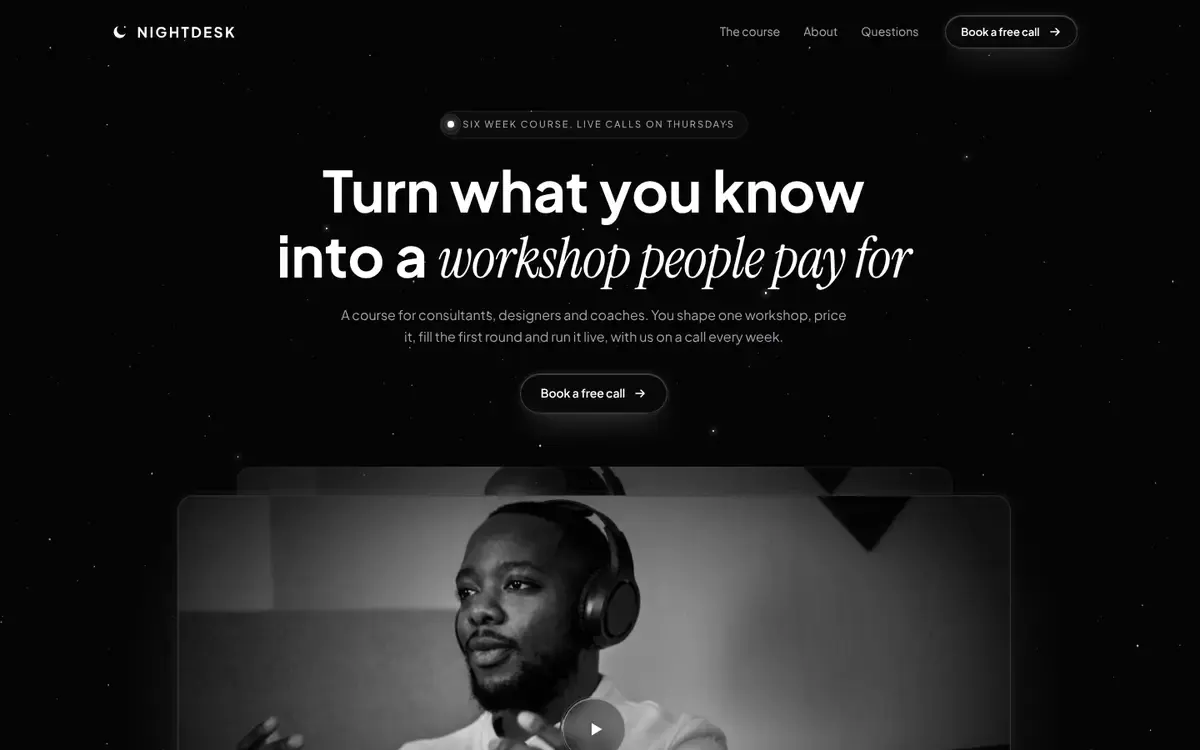 NIGHTDESK
The course
About
Questions
Book a free call
SIX WEEK COURSE. LIVE CALLS ON THURSDAYS
Turn what you know
into a workshop people pay for
A course for consultants, designers and coaches. You shape one workshop, price
it, fill the first round and run it live, with us on a call every week.
Book a free call